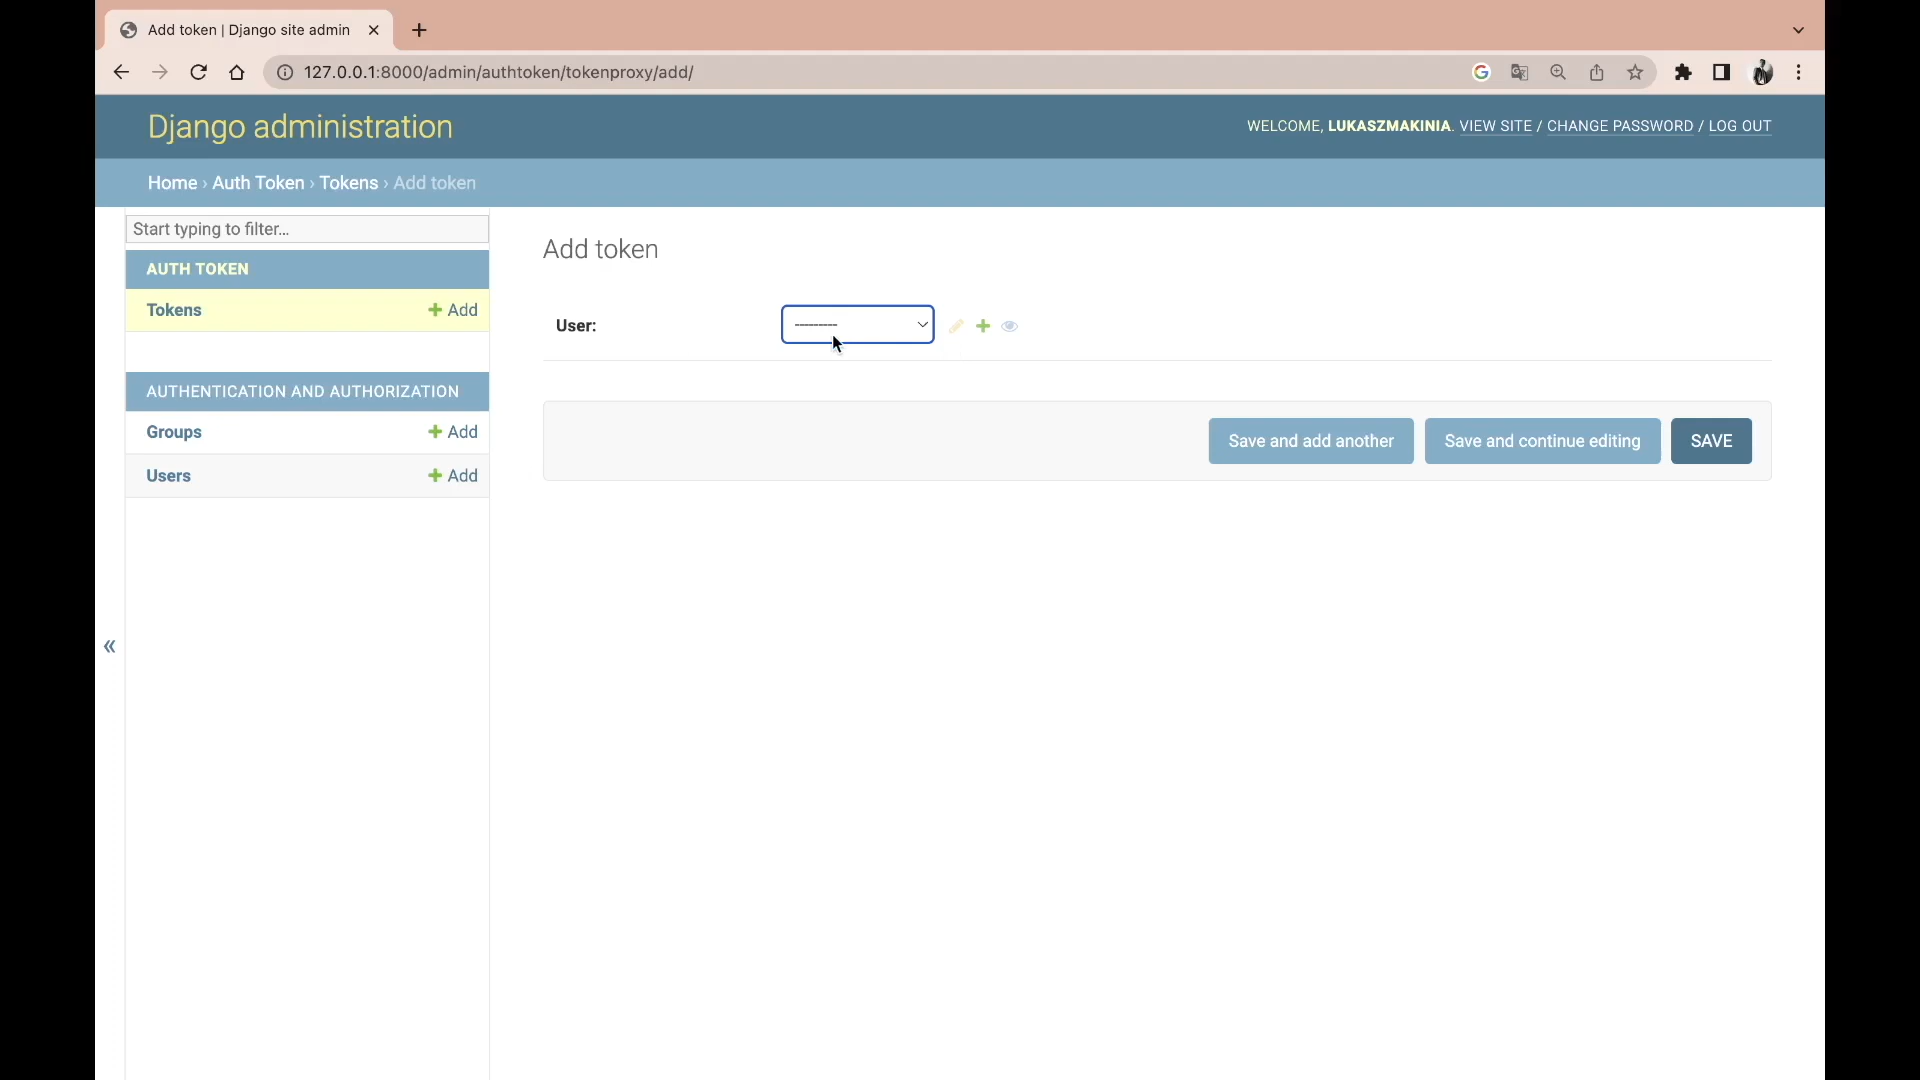 Add token | Django site admin
127.0.0.1:8000/admin/authtoken/tokenproxy/add/
Django administration
WELCOME, LUKASZMAKINIA. VIEW SITE / CHANGE PASSWORD / LOG OUT
Home › Auth Token › Tokens › Add token
Start typing to filter...
AUTH TOKEN
Tokens + Add
AUTHENTICATION AND AUTHORIZATION
Groups + Add
Users + Add
«
Add token
User: ---------
Save and add another Save and continue editing SAVE